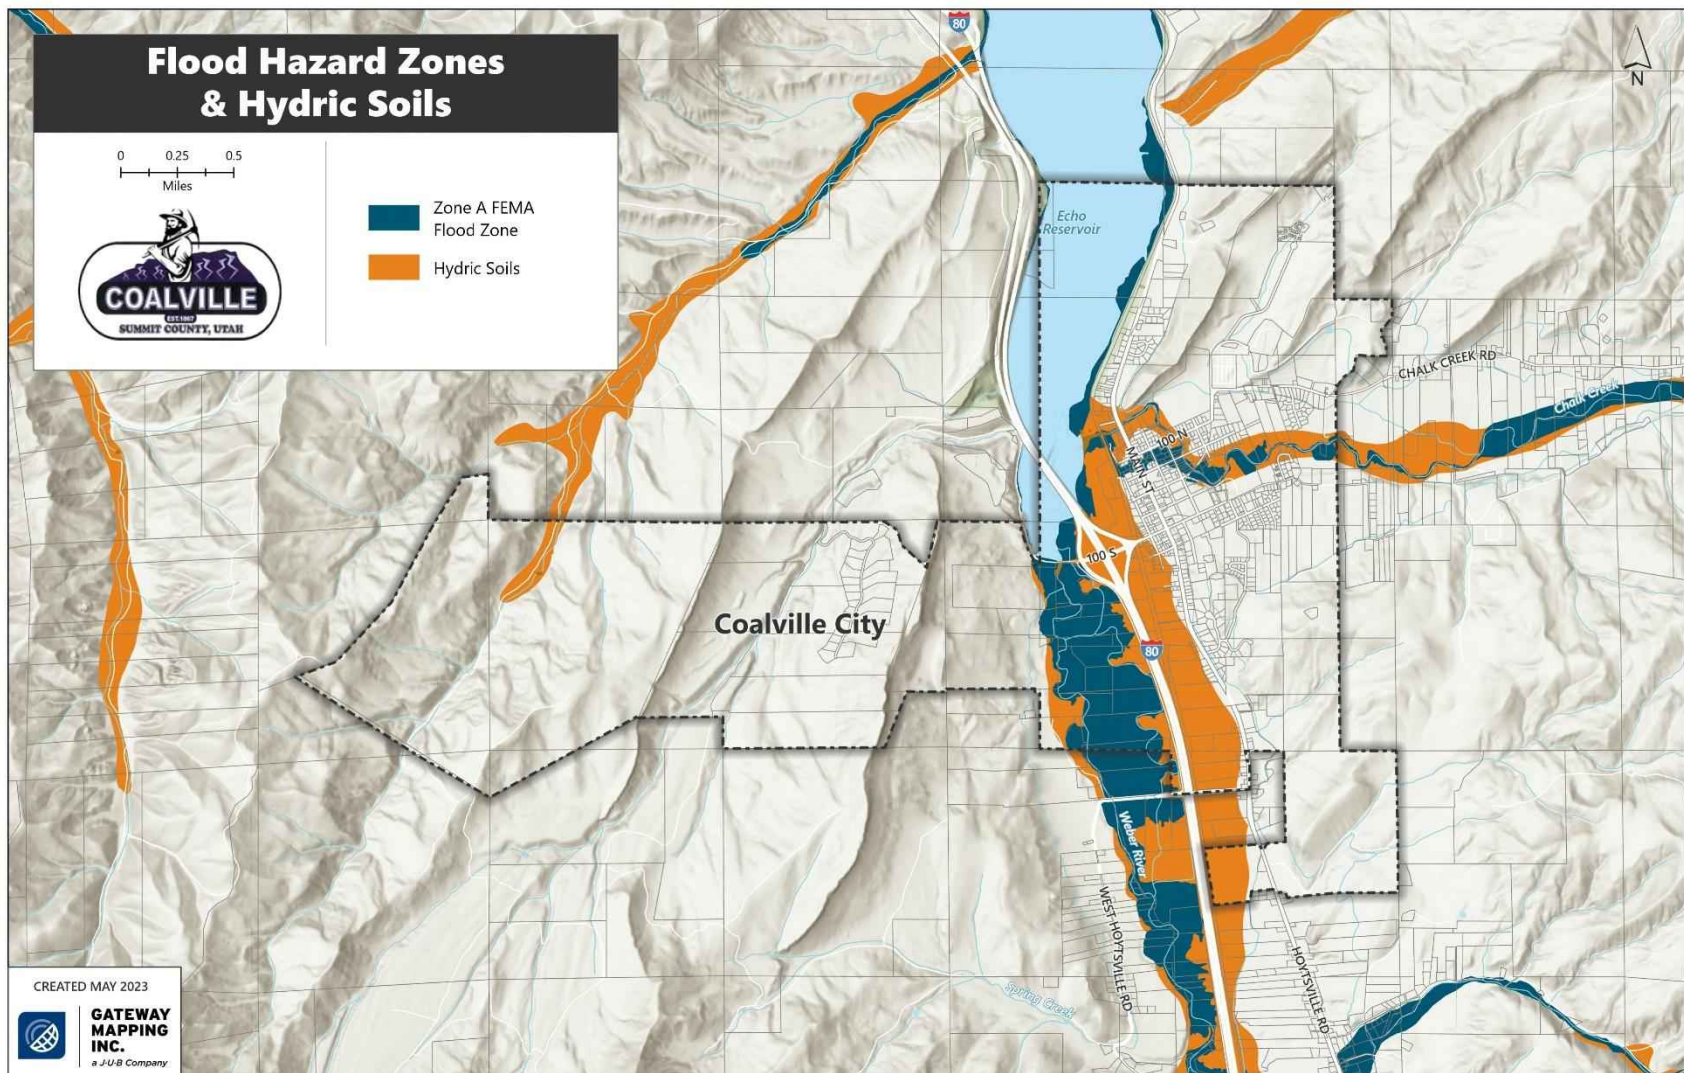 Flood Hazard Zones
& Hydric Soils
0 0.25 0.5
Miles
COALVILLE
EST.1867
SUMMIT COUNTY, UTAH
Zone A FEMA
Flood Zone
Hydric Soils
80
N
Echo
Reservoir
CHALK CREEK RD
Chalk Creek
100 N
MAIN ST
100 S
Coalville City
80
Weber River
WEST HOYTSVILLE RD
HOYTSVILLE RD
Spring Creek
CREATED MAY 2023
GATEWAY
MAPPING
INC.
a J-U-B Company